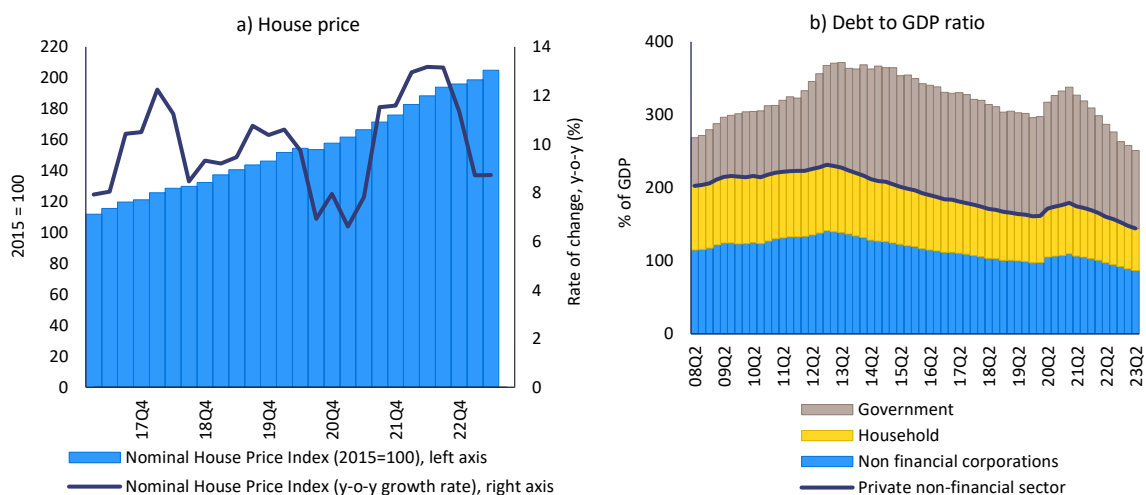 a) House price
220
200
180
160
140
120
100
80
60
40
20
0
2015 = 100
14
12
10
8
6
4
2
0
Rate of change, y-o-y (%)
17Q4
18Q4
19Q4
20Q4
21Q4
22Q4
Nominal House Price Index (2015=100), left axis
Nominal House Price Index (y-o-y growth rate), right axis
b) Debt to GDP ratio
400
300
200
100
0
% of GDP
08Q2
09Q2
10Q2
11Q2
12Q2
13Q2
14Q2
15Q2
16Q2
17Q2
18Q2
19Q2
20Q2
21Q2
22Q2
23Q2
Government
Household
Non financial corporations
Private non-financial sector